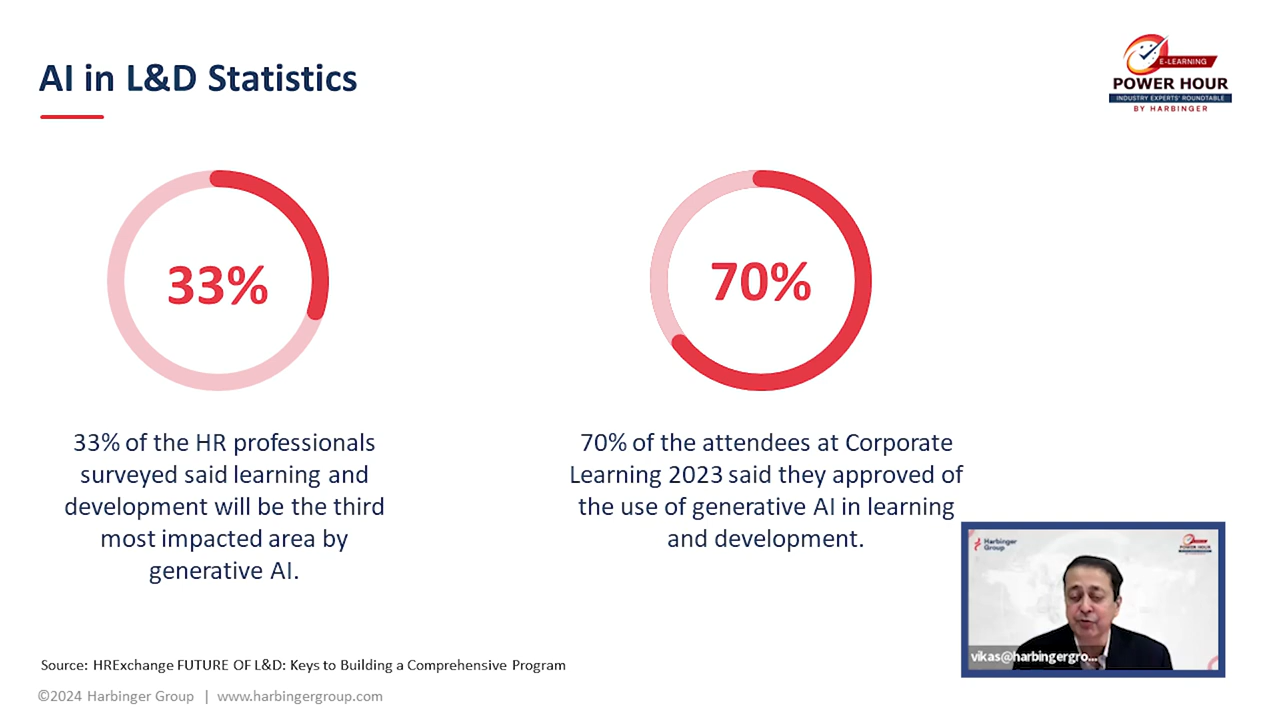 AI in L&D Statistics
E-LEARNING
POWER HOUR
INDUSTRY EXPERTS' ROUNDTABLE
BY HARBINGER
33%
70%
33% of the HR professionals
surveyed said learning and
development will be the third
most impacted area by
generative AI.
70% of the attendees at Corporate
Learning 2023 said they approved of
the use of generative AI in learning
and development.
Harbinger
Group
vikas@harbingergro...
Source: HRExchange FUTURE OF L&D: Keys to Building a Comprehensive Program
©2024 Harbinger Group | www.harbingergroup.com